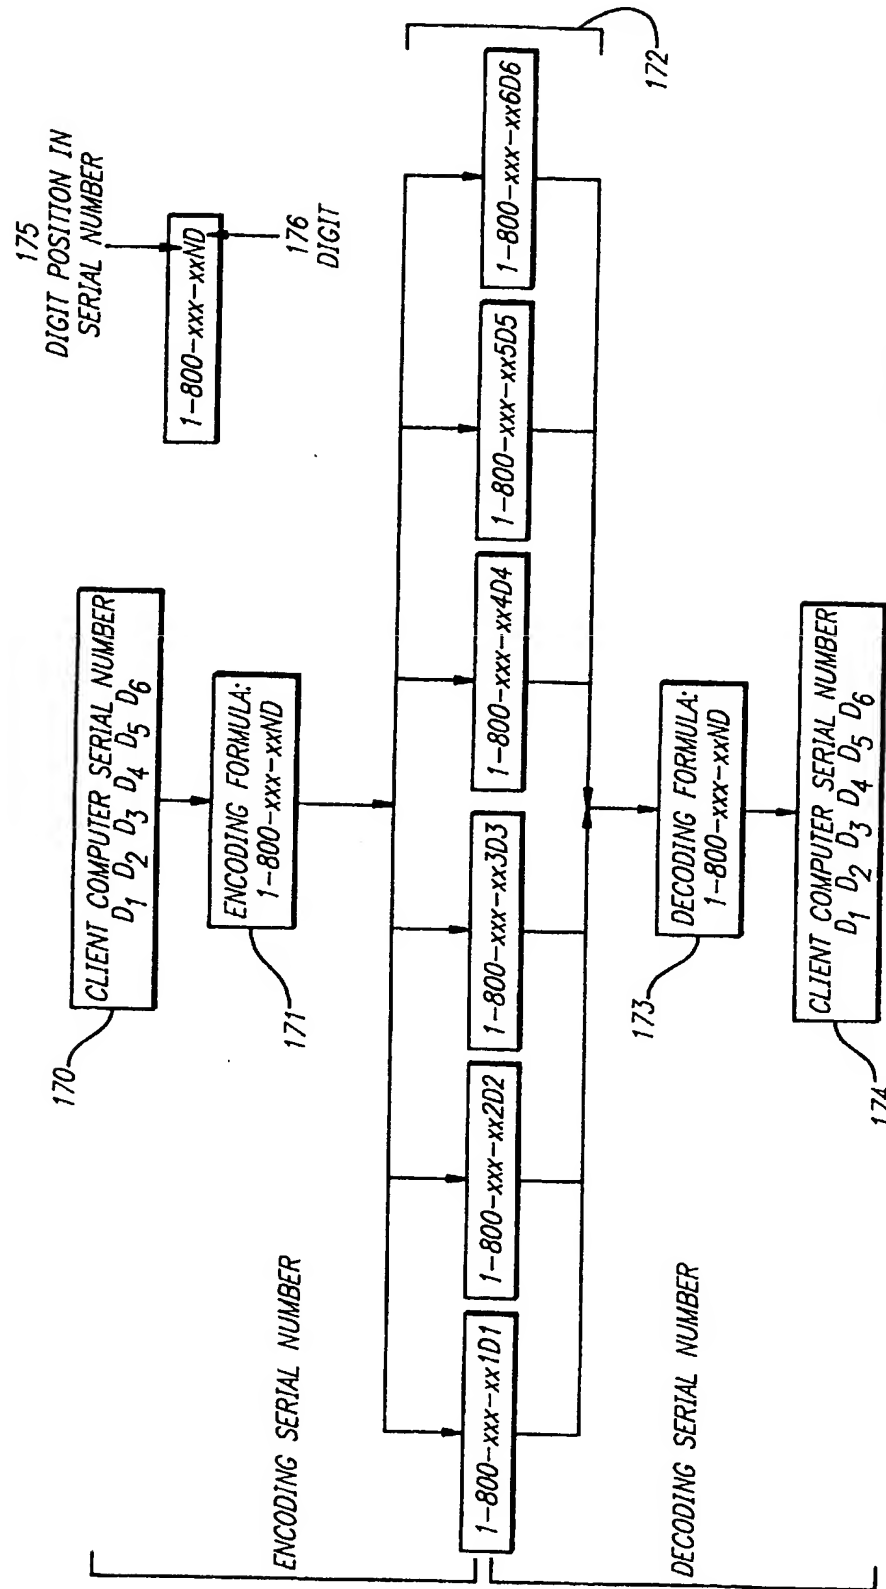 175
DIGIT POSITION IN
SERIAL NUMBER
1-800-xxx-xxND
176
DIGIT
170
CLIENT COMPUTER SERIAL NUMBER
D1 D2 D3 D4 D5 D6
171
ENCODING FORMULA:
1-800-xxx-xxND
ENCODING SERIAL NUMBER
1-800-xxx-xx1D1
1-800-xxx-xx2D2
1-800-xxx-xx3D3
1-800-xxx-xx4D4
1-800-xxx-xx5D5
1-800-xxx-xx6D6
172
DECODING SERIAL NUMBER
173
DECODING FORMULA:
1-800-xxx-xxND
174
CLIENT COMPUTER SERIAL NUMBER
D1 D2 D3 D4 D5 D6